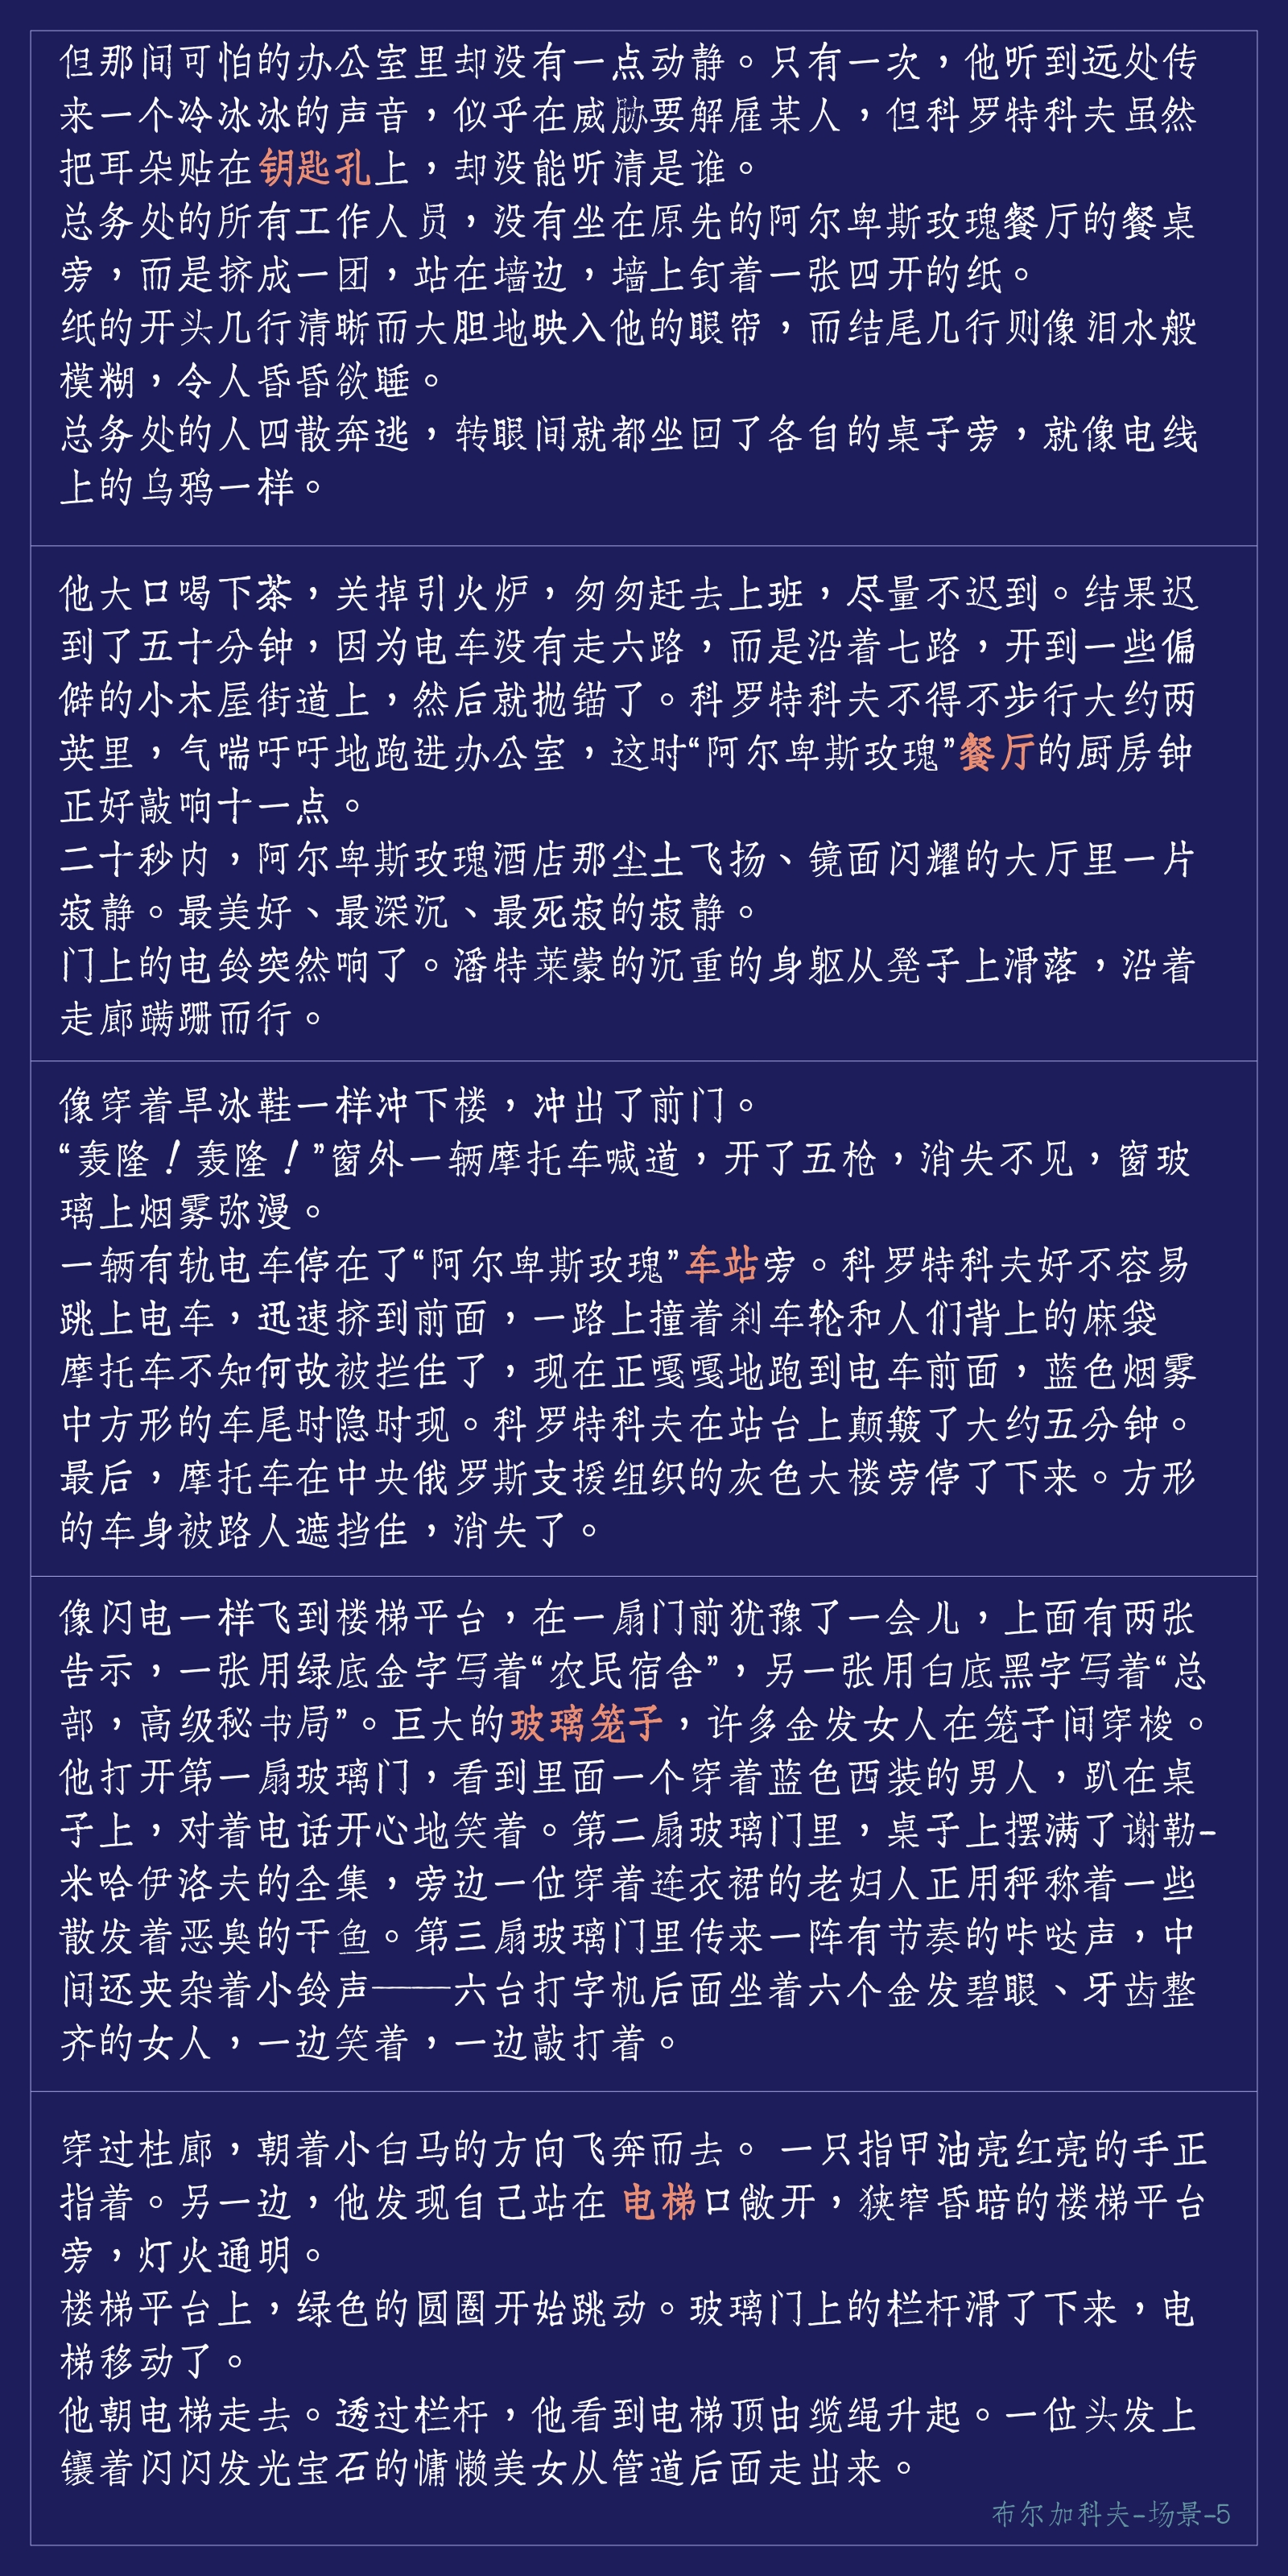 但那间可怕的办公室里却没有一点动静。只有一次，他听到远处传
来一个冷冰冰的声音，似乎在威胁要解雇某人，但科罗特科夫虽然
把耳朵贴在钥匙孔上，却没能听清是谁。
总务处的所有工作人员，没有坐在原先的阿尔卑斯玫瑰餐厅的餐桌
旁，而是挤成一团，站在墙边，墙上钉着一张四开的纸。
纸的开头几行清晰而大胆地映入他的眼帘，而结尾几行则像泪水般
模糊，令人昏昏欲睡。
总务处的人四散奔逃，转眼间就都坐回了各自的桌子旁，就像电线
上的乌鸦一样。
他大口喝下茶，关掉引火炉，匆匆赶去上班，尽量不迟到。结果迟
到了五十分钟，因为电车没有走六路，而是沿着七路，开到一些偏
僻的小木屋街道上，然后就抛锚了。科罗特科夫不得不步行大约两
英里，气喘吁吁地跑进办公室，这时“阿尔卑斯玫瑰”餐厅的厨房钟
正好敲响十一点。
二十秒内，阿尔卑斯玫瑰酒店那尘土飞扬、镜面闪耀的大厅里一片
寂静。最美好、最深沉、最死寂的寂静。
门上的电铃突然响了。潘特莱蒙的沉重的身躯从凳子上滑落，沿着
走廊蹒跚而行。
像穿着旱冰鞋一样冲下楼，冲出了前门。
“轰隆！轰隆！”窗外一辆摩托车喊道，开了五枪，消失不见，窗玻
璃上烟雾弥漫。
一辆有轨电车停在了“阿尔卑斯玫瑰”车站旁。科罗特科夫好不容易
跳上电车，迅速挤到前面，一路上撞着刹车轮和人们背上的麻袋
摩托车不知何故被拦住了，现在正嘎嘎地跑到电车前面，蓝色烟雾
中方形的车尾时隐时现。科罗特科夫在站台上颠簸了大约五分钟。
最后，摩托车在中央俄罗斯支援组织的灰色大楼旁停了下来。方形
的车身被路人遮挡住，消失了。
像闪电一样飞到楼梯平台，在一扇门前犹豫了一会儿，上面有两张
告示，一张用绿底金字写着“农民宿舍”，另一张用白底黑字写着“总
部，高级秘书局”。巨大的玻璃笼子，许多金发女人在笼子间穿梭。
他打开第一扇玻璃门，看到里面一个穿着蓝色西装的男人，趴在桌
子上，对着电话开心地笑着。第二扇玻璃门里，桌子上摆满了谢勒-
米哈伊洛夫的全集，旁边一位穿着连衣裙的老妇人正用秤称着一些
散发着恶臭的干鱼。第三扇玻璃门里传来一阵有节奏的咔哒声，中
间还夹杂着小铃声——六台打字机后面坐着六个金发碧眼、牙齿整
齐的女人，一边笑着，一边敲打着。
穿过柱廊，朝着小白马的方向飞奔而去。 一只指甲油亮红亮的手正
指着。另一边，他发现自己站在 电梯口敞开，狭窄昏暗的楼梯平台
旁，灯火通明。
楼梯平台上，绿色的圆圈开始跳动。玻璃门上的栏杆滑了下来，电
梯移动了。
他朝电梯走去。透过栏杆，他看到电梯顶由缆绳升起。一位头发上
镶着闪闪发光宝石的慵懒美女从管道后面走出来。
布尔加科夫-场景-5